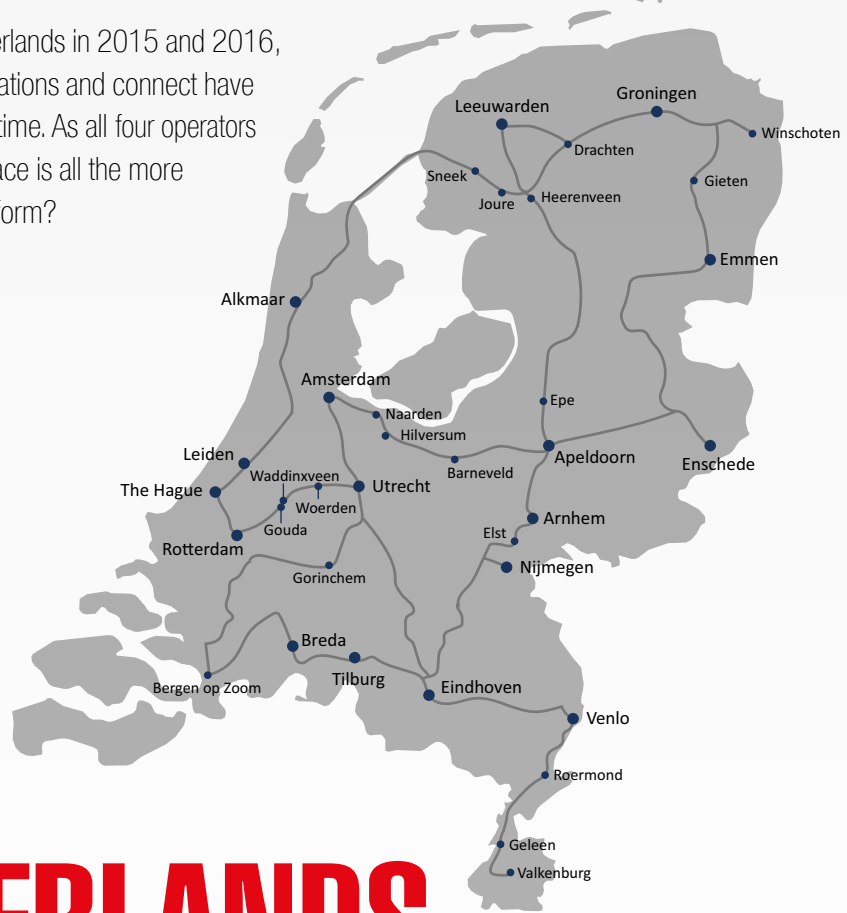 erlands in 2015 and 2016,
ations and connect have
time. As all four operators
ace is all the more
form?
Groningen
Leeuwarden
Winschoten
Drachten
Sneek
Gieten
Joure
Heerenveen
Emmen
Alkmaar
Amsterdam
Epe
Naarden
Hilversum
Leiden
Apeldoorn
Enschede
Barneveld
Waddinxveen
The Hague
Utrecht
Woerden
Gouda
Arnhem
Elst
Rotterdam
Nijmegen
Gorinchem
Breda
Tilburg
Bergen op Zoom
Eindhoven
Venlo
Roermond
Geleen
Valkenburg
ERLANDS